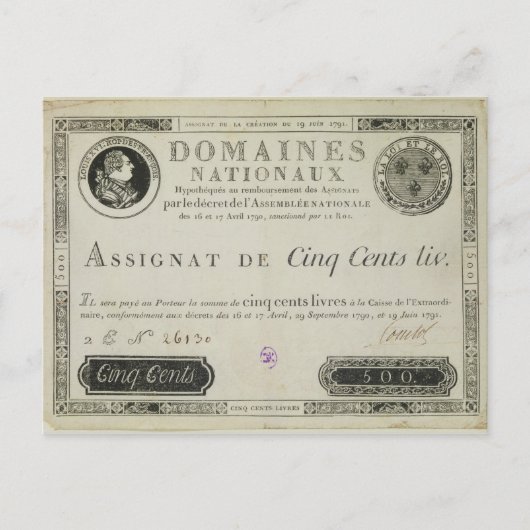 ASSIGNAT DE LA CRÉATION DU 19 JUIN 1791.
LOUIS XVI. ROI DES FRANÇOIS
LA LOI ET LE ROI
DOMAINES
NATIONAUX
Hypothéqués au remboursement des ASSIGNATS
par le décret de l'ASSEMBLÉE NATIONALE
des 16 et 17 Avril 1790, sanctionné par LE ROI.
ASSIGNAT DE Cinq Cents liv.
IL sera payé au Porteur la somme de cinq cents livres à la Caisse de l'Extraordi-
naire, conformément aux décrets des 16 et 17 Avril, 29 Septembre 1790, et 19 Juin 1791.
2 E N° 26130
Cinq Cents.
500.
500
500
CINQ CENTS LIVRES